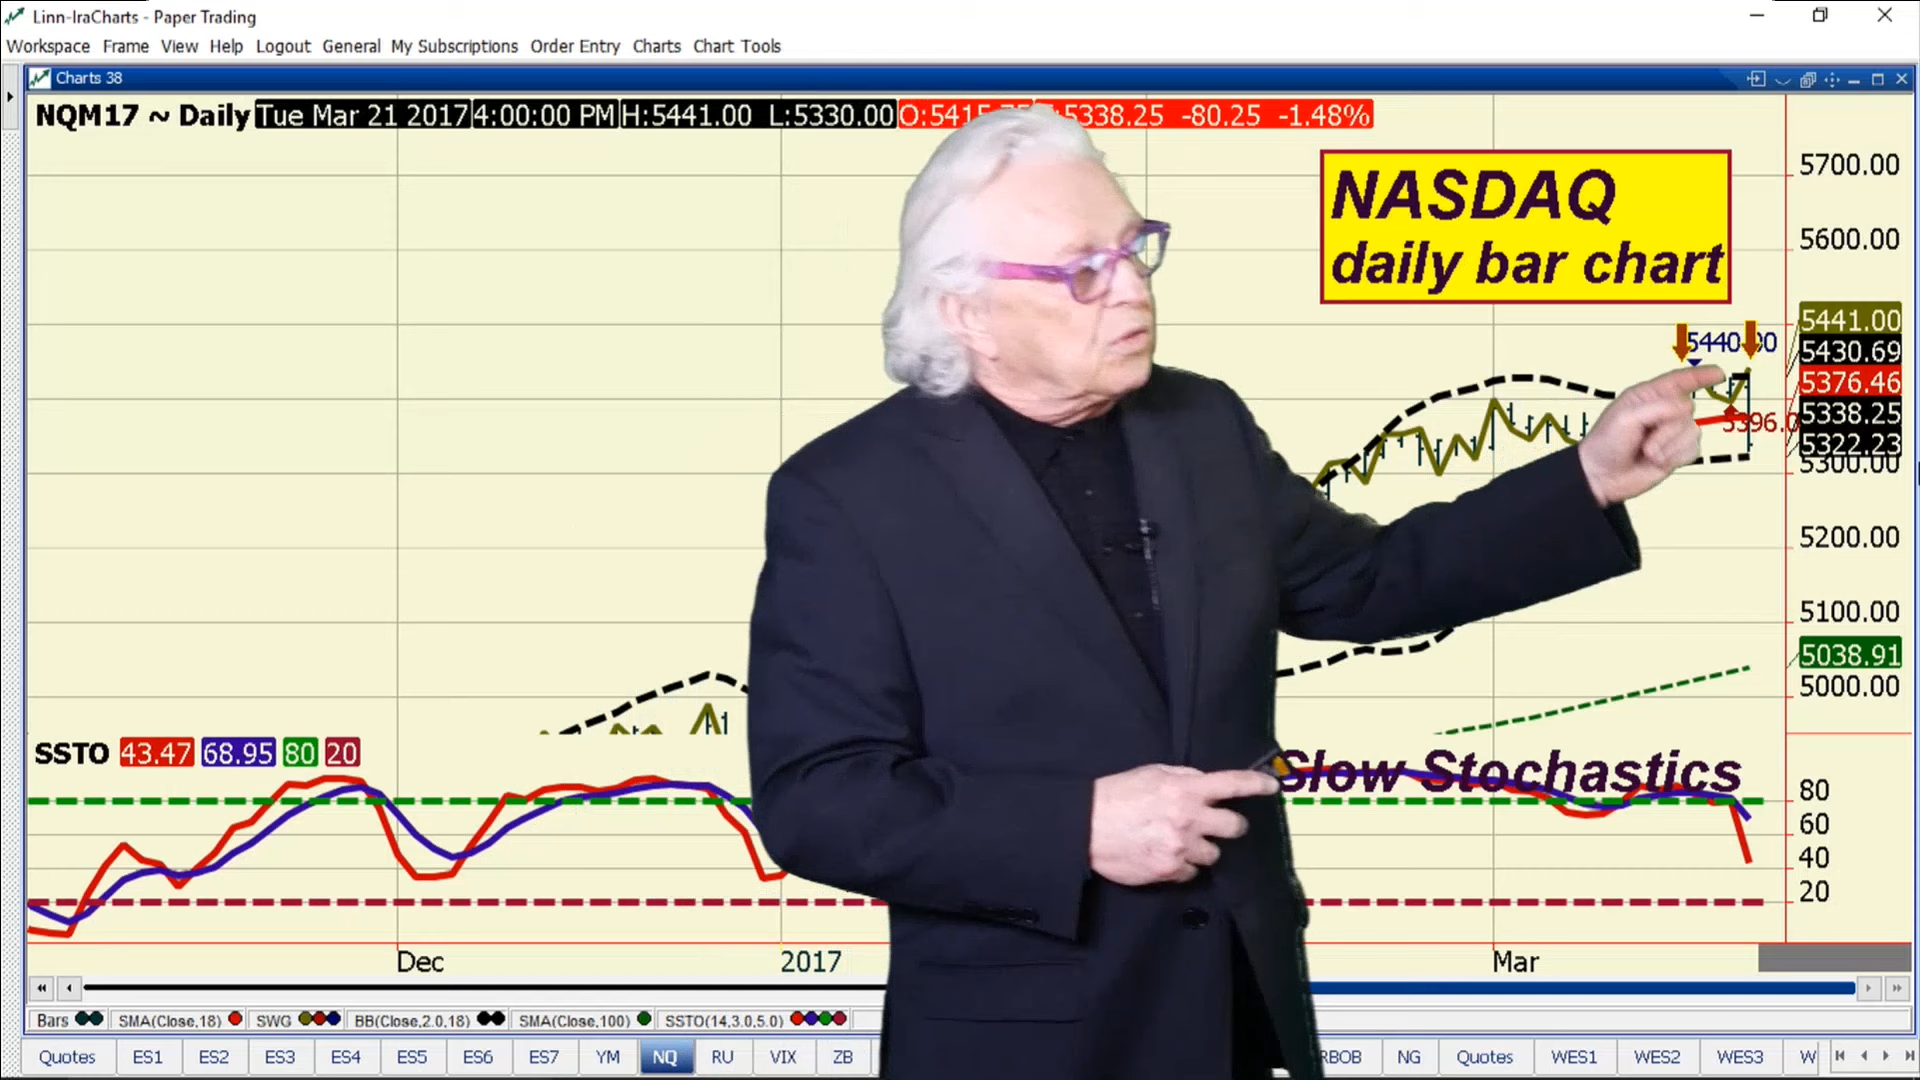 Linn-IraCharts - Paper Trading
Workspace Frame View Help Logout General My Subscriptions Order Entry Charts Chart Tools
Charts 38
NQM17 ~ Daily Tue Mar 21 2017 4:00:00 PM H:5441.00 L:5330.00 :5338.25 -80.25 -1.48%
5700.00
NASDAQ
daily bar chart
5600.00
5441.00
5430.69
5376.46
5338.25
5322.23
5300.00
5200.00
5100.00
5038.91
5000.00
SSTO 43.47 68.95 80 20
Slow Stochastics
80
60
40
20
Dec 2017 Mar
Bars SMA(Close,18) SWG BB(Close,2.0,18) SMA(Close,100) SSTO(14,3.0,5.0)
Quotes ES1 ES2 ES3 ES4 ES5 ES6 ES7 YM NQ RU VIX ZB RBOB NG Quotes WES1 WES2 WES3 W